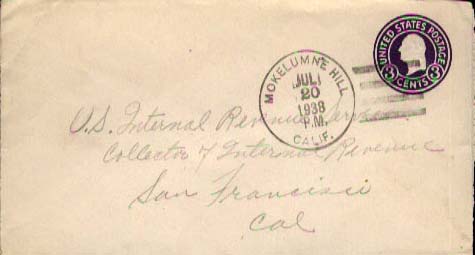 UNITED STATES POSTAGE
3 CENTS 3
MOKELUMNE HILL
JUL
20
1938
P.M.
CALIF.
U.S. Internal Revenue Service
Collector of Internal Revenue
San Francisci
Cal